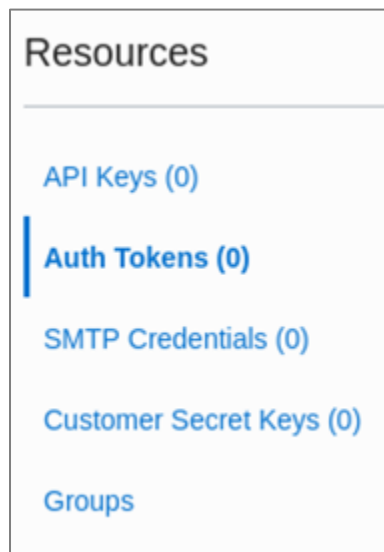 Resources
API Keys (0)
Auth Tokens (0)
SMTP Credentials (0)
Customer Secret Keys (0)
Groups